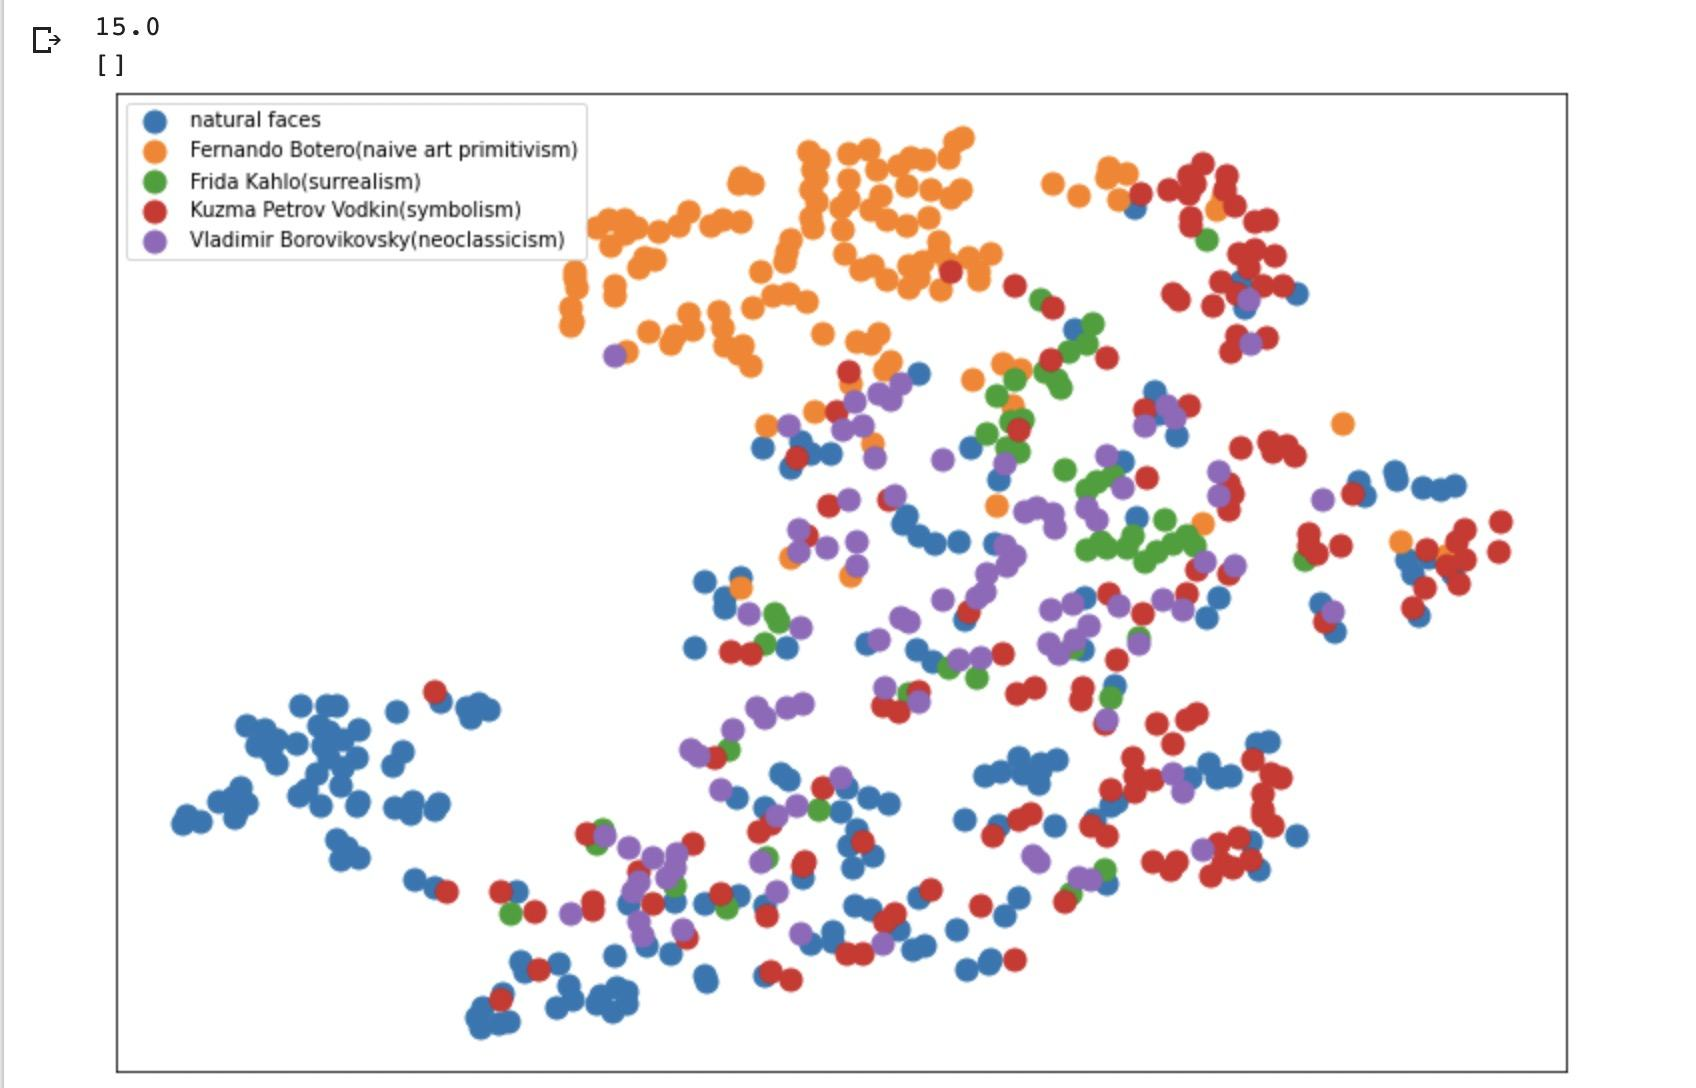 15.0
[]
natural faces
Fernando Botero(naive art primitivism)
Frida Kahlo(surrealism)
Kuzma Petrov Vodkin(symbolism)
Vladimir Borovikovsky(neoclassicism)